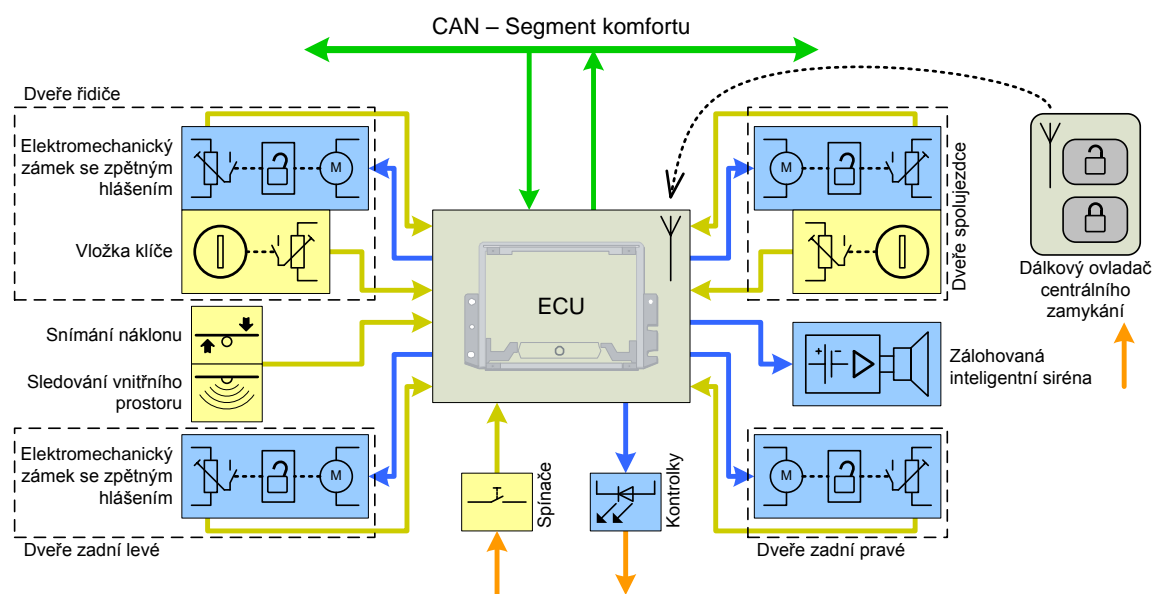 CAN – Segment komfortu
Dveře řidiče
Elektromechanický
zámek se zpětným
hlášením
M
M
Vložka klíče
Dveře spolujezdce
Dálkový ovladač
centrálního
zamykání
ECU
Snímání náklonu
Sledování vnitřního
prostoru
Zálohovaná
inteligentní siréna
Elektromechanický
zámek se zpětným
hlášením
M
M
Spínače
Kontrolky
Dveře zadní levé
Dveře zadní pravé